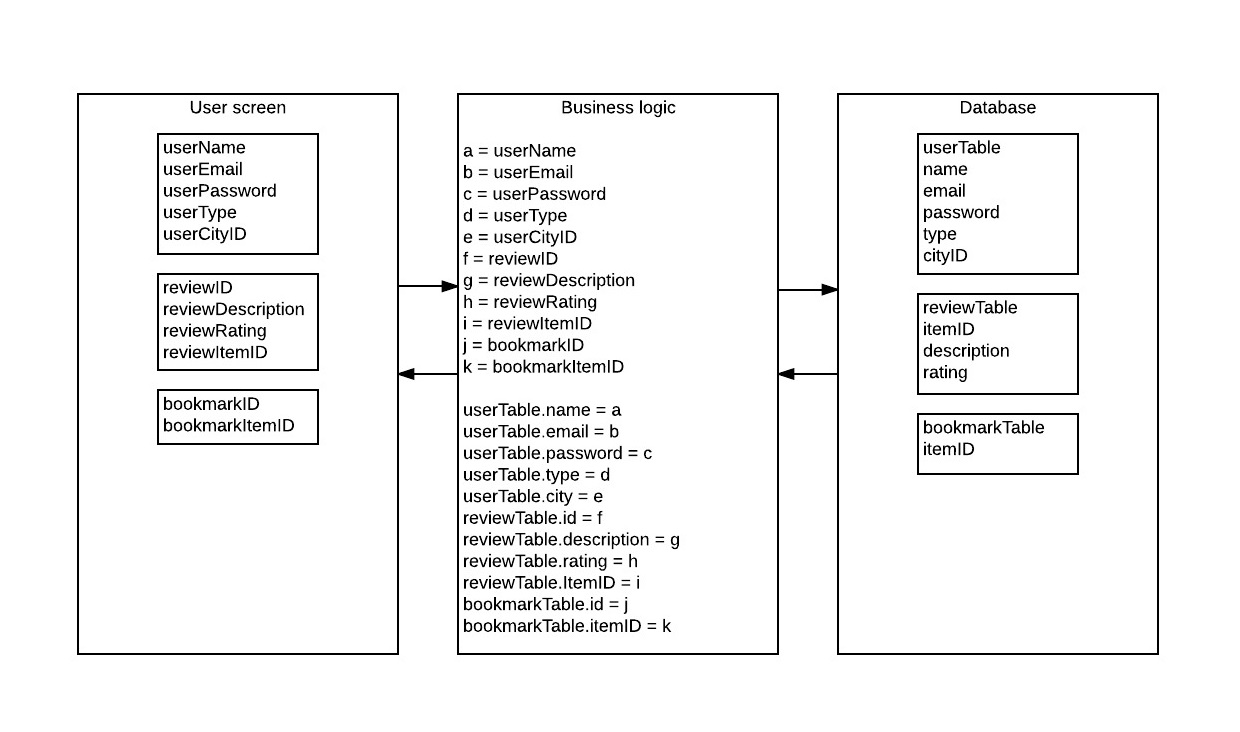 User screen
userName
userEmail
userPassword
userType
userCityID
reviewID
reviewDescription
reviewRating
reviewItemID
bookmarkID
bookmarkItemID
Business logic
a = userName
b = userEmail
c = userPassword
d = userType
e = userCityID
f = reviewID
g = reviewDescription
h = reviewRating
i = reviewItemID
j = bookmarkID
k = bookmarkItemID
userTable.name = a
userTable.email = b
userTable.password = c
userTable.type = d
userTable.city = e
reviewTable.id = f
reviewTable.description = g
reviewTable.rating = h
reviewTable.ItemID = i
bookmarkTable.id = j
bookmarkTable.itemID = k
Database
userTable
name
email
password
type
cityID
reviewTable
itemID
description
rating
bookmarkTable
itemID